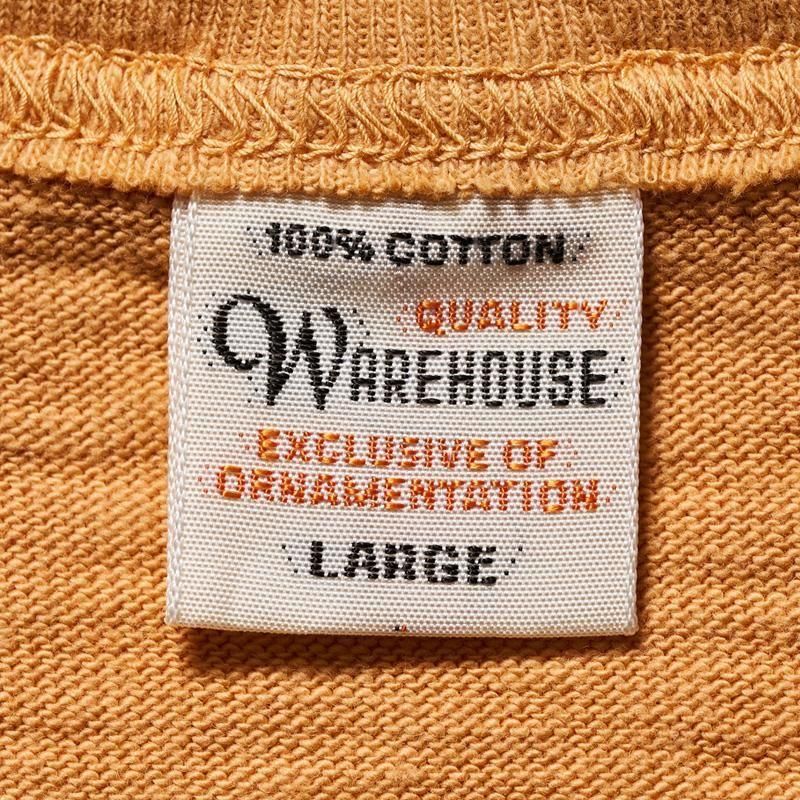 100% COTTON
QUALITY
WAREHOUSE
EXCLUSIVE OF
ORNAMENTATION
LARGE